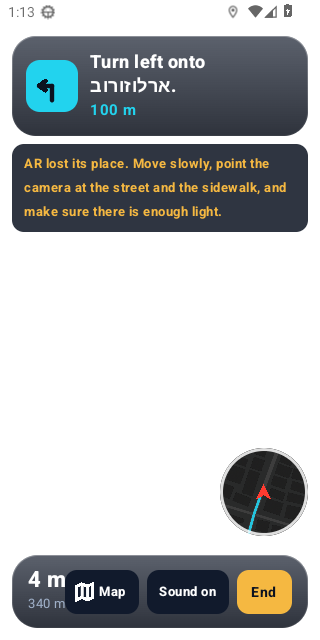 1:13
Turn left onto
ארלוזורוב.
100 m
AR lost its place. Move slowly, point the
camera at the street and the sidewalk, and
make sure there is enough light.
4 m
340 m
Map
Sound on
End